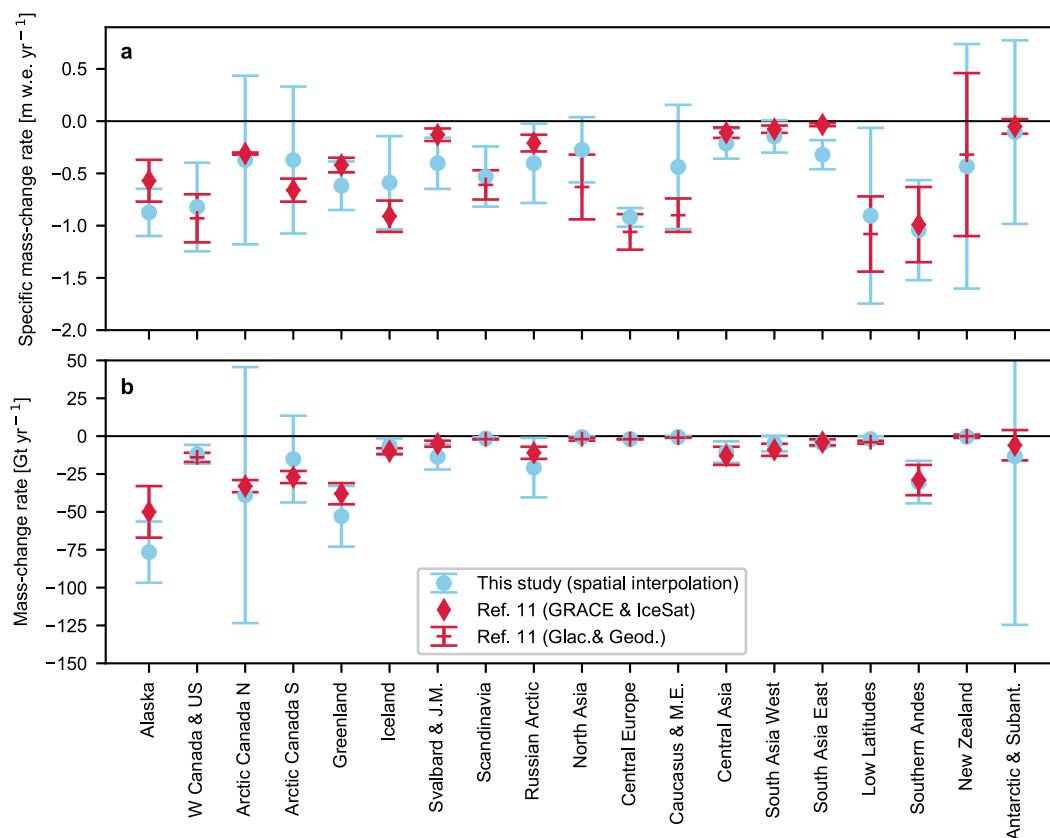 a
Specific mass-change rate [m w.e. yr−1]
0.5
0.0
−0.5
−1.0
−1.5
−2.0
b
Mass-change rate [Gt yr−1]
50
25
0
−25
−50
−75
−100
−125
−150
This study (spatial interpolation)
Ref. 11 (GRACE & IceSat)
Ref. 11 (Glac.& Geod.)
Alaska
W Canada & US
Arctic Canada N
Arctic Canada S
Greenland
Iceland
Svalbard & J.M.
Scandinavia
Russian Arctic
North Asia
Central Europe
Caucasus & M.E.
Central Asia
South Asia West
South Asia East
Low Latitudes
Southern Andes
New Zealand
Antarctic & Subant.